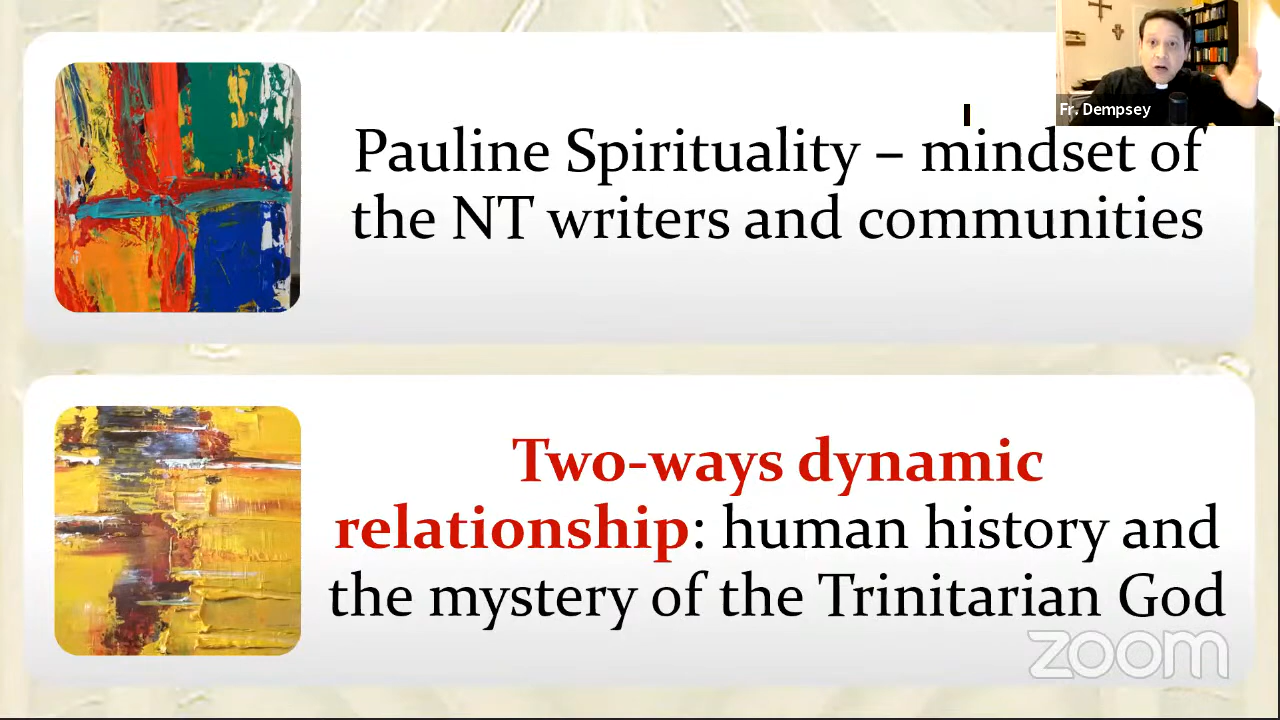 Fr. Dempsey
Pauline Spirituality – mindset of
the NT writers and communities
Two-ways dynamic
relationship: human history and
the mystery of the Trinitarian God
zoom